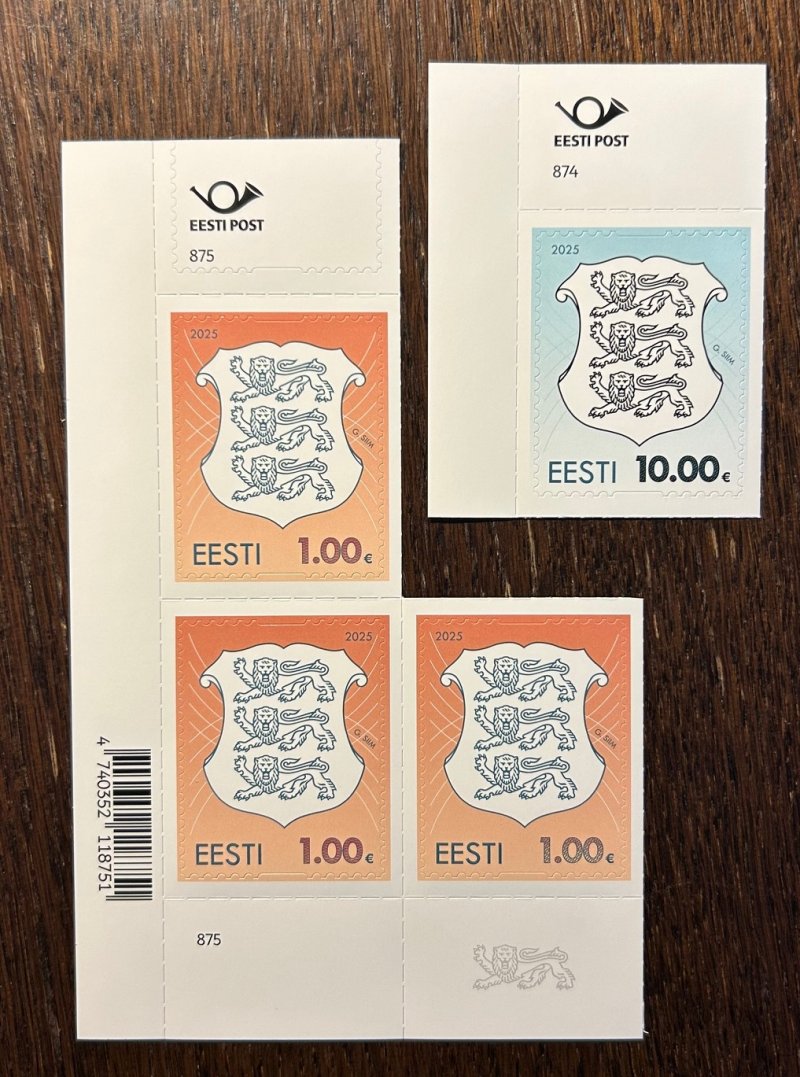 EESTI POST
875
2025
G. SIIM
EESTI 1.00€
2025
G. SIIM
EESTI 1.00€
2025
G. SIIM
EESTI 1.00€
4 740352 118751
875
EESTI POST
874
2025
G. SIIM
EESTI 10.00€